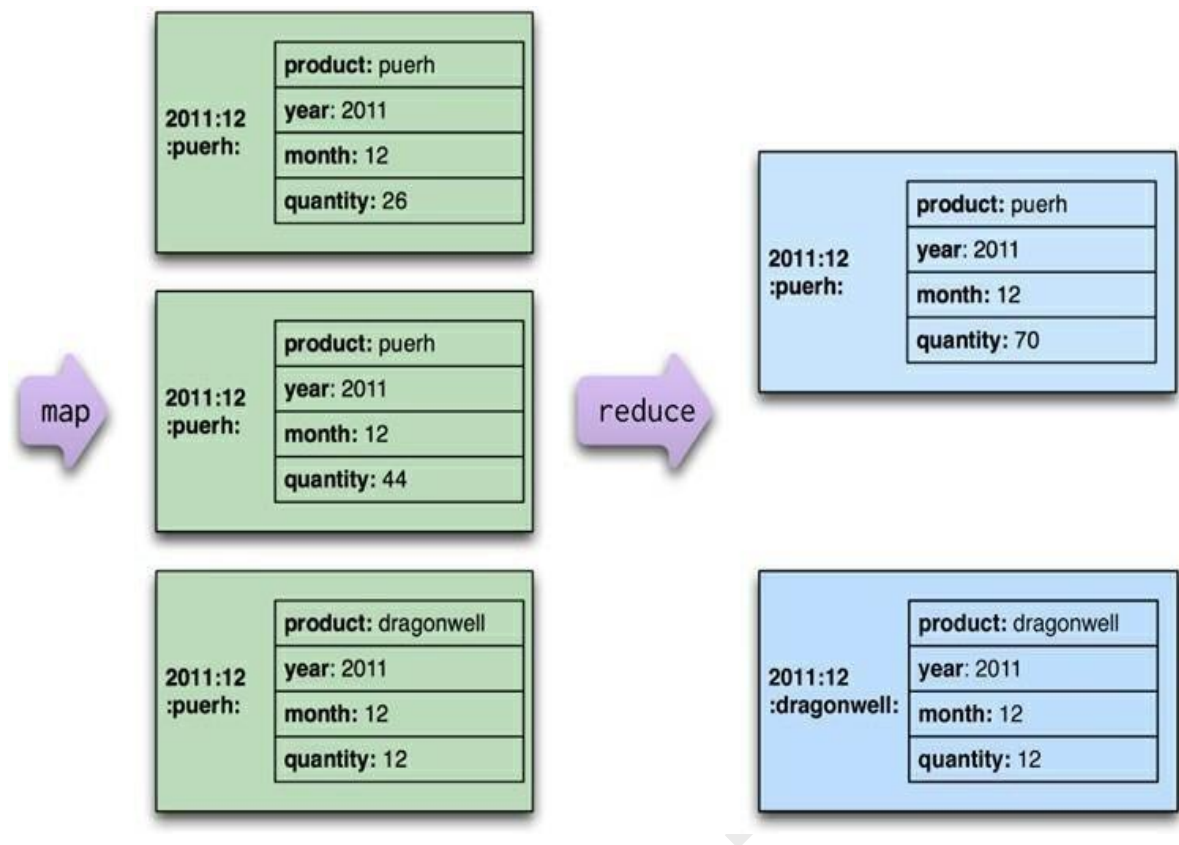 map
2011:12
:puerh:
product: puerh
year: 2011
month: 12
quantity: 26
2011:12
:puerh:
product: puerh
year: 2011
month: 12
quantity: 44
2011:12
:puerh:
product: dragonwell
year: 2011
month: 12
quantity: 12
reduce
2011:12
:puerh:
product: puerh
year: 2011
month: 12
quantity: 70
2011:12
:dragonwell:
product: dragonwell
year: 2011
month: 12
quantity: 12